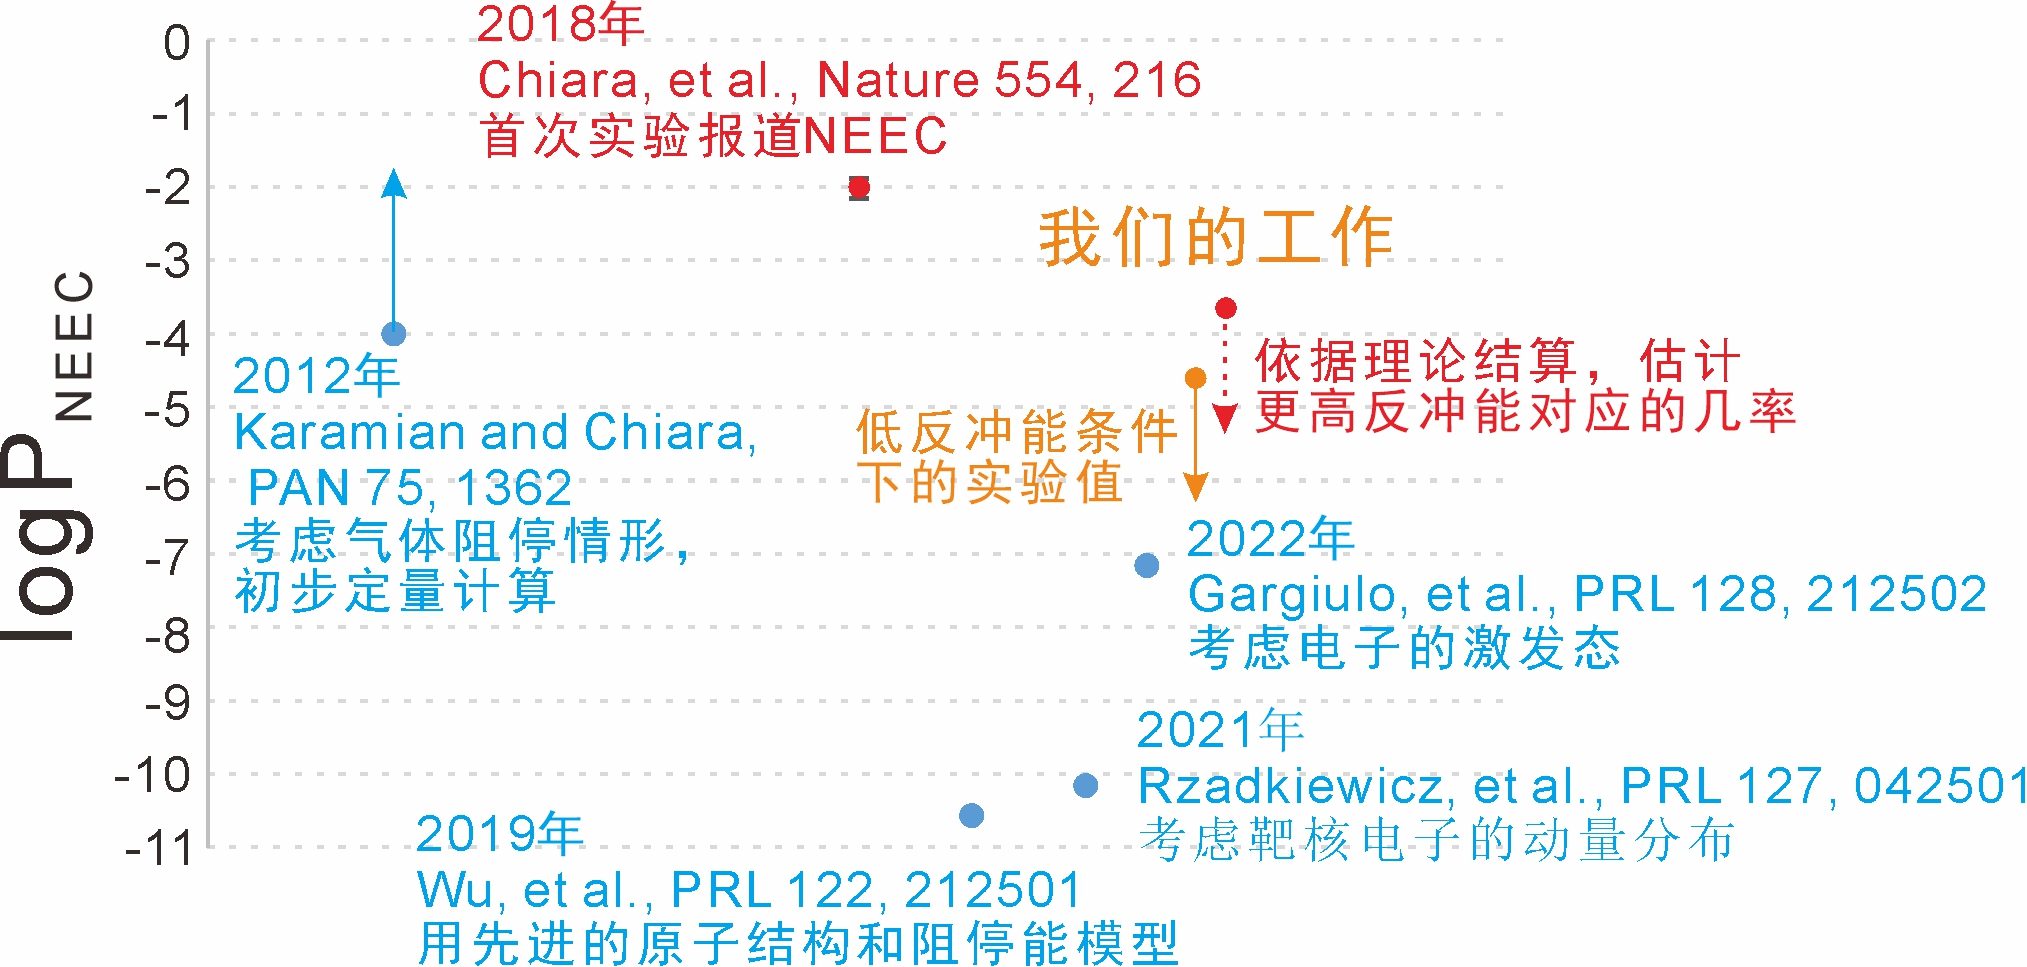 0
-1
-2
-3
-4
-5
-6
-7
-8
-9
-10
-11
logP NEEC
2018年
Chiara, et al., Nature 554, 216
首次实验报道NEEC
我们的工作
依据理论结算，估计
更高反冲能对应的几率
低反冲能条件
下的实验值
2012年
Karamian and Chiara,
PAN 75, 1362
考虑气体阻停情形，
初步定量计算
2022年
Gargiulo, et al., PRL 128, 212502
考虑电子的激发态
2021年
Rzadkiewicz, et al., PRL 127, 042501
考虑靶核电子的动量分布
2019年
Wu, et al., PRL 122, 212501
用先进的原子结构和阻停能模型